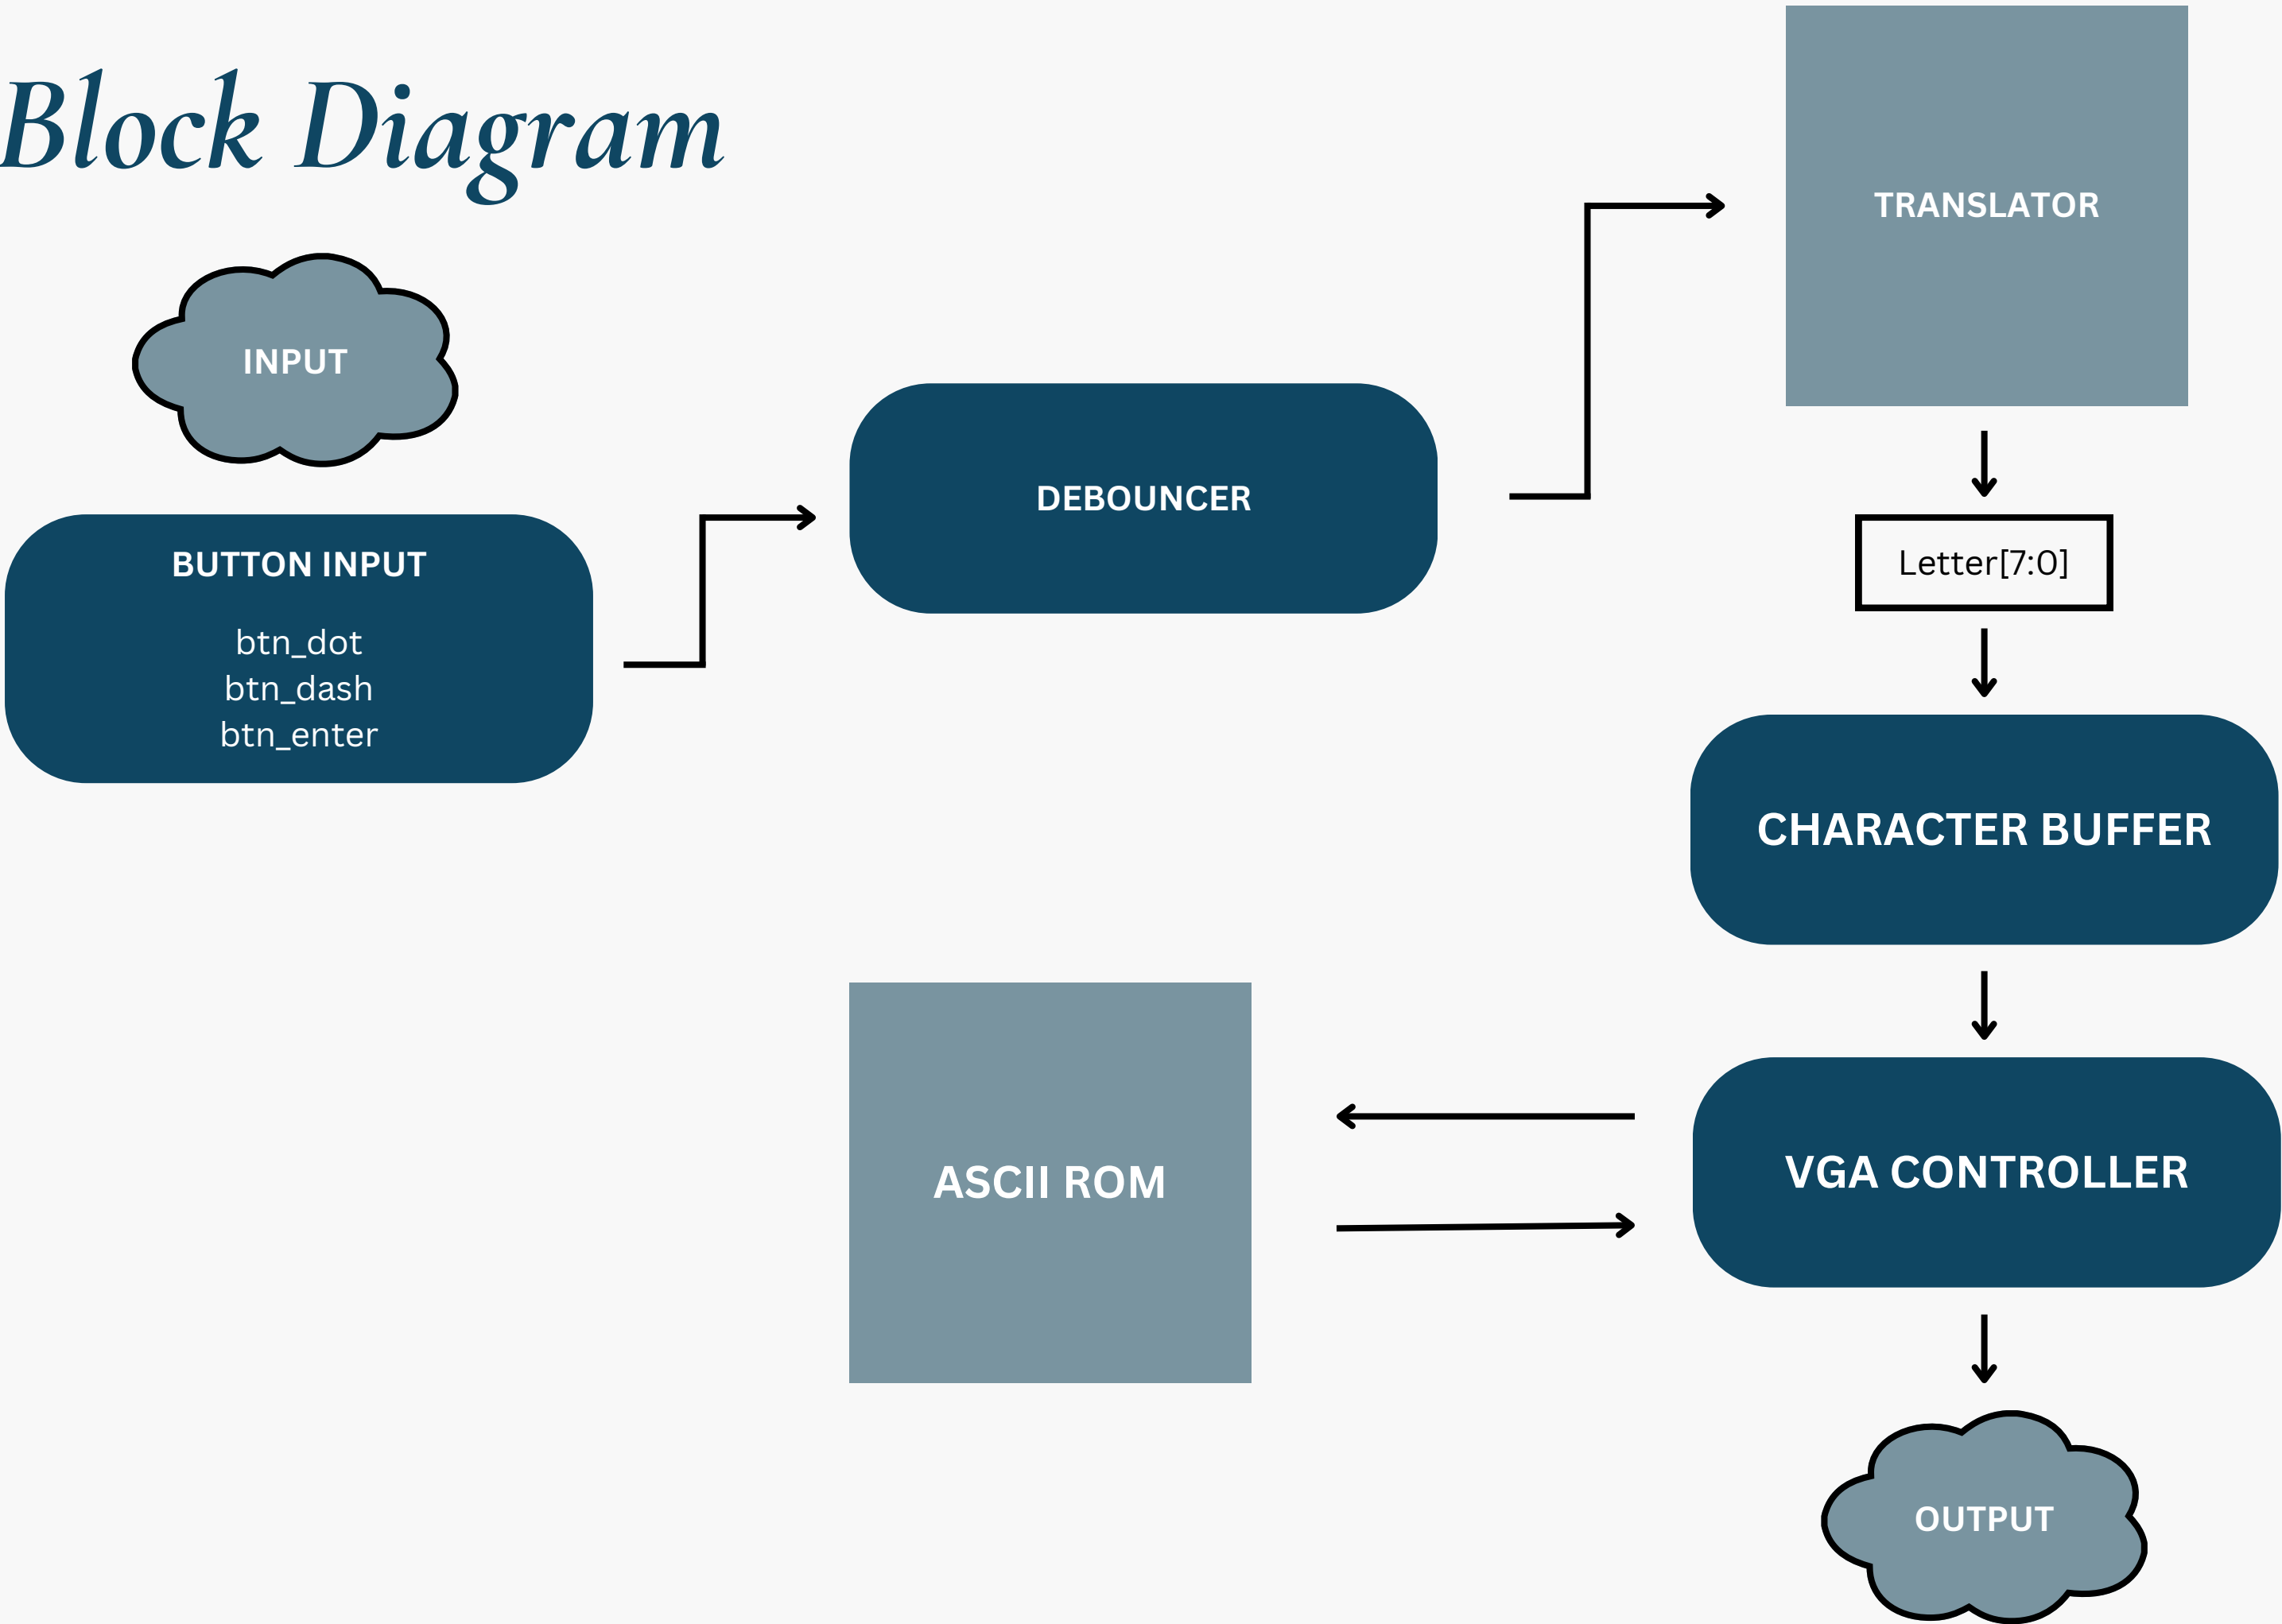 Block Diagram
INPUT
BUTTON INPUT
btn_dot
btn_dash
btn_enter
DEBOUNCER
TRANSLATOR
Letter[7:0]
CHARACTER BUFFER
VGA CONTROLLER
ASCII ROM
OUTPUT